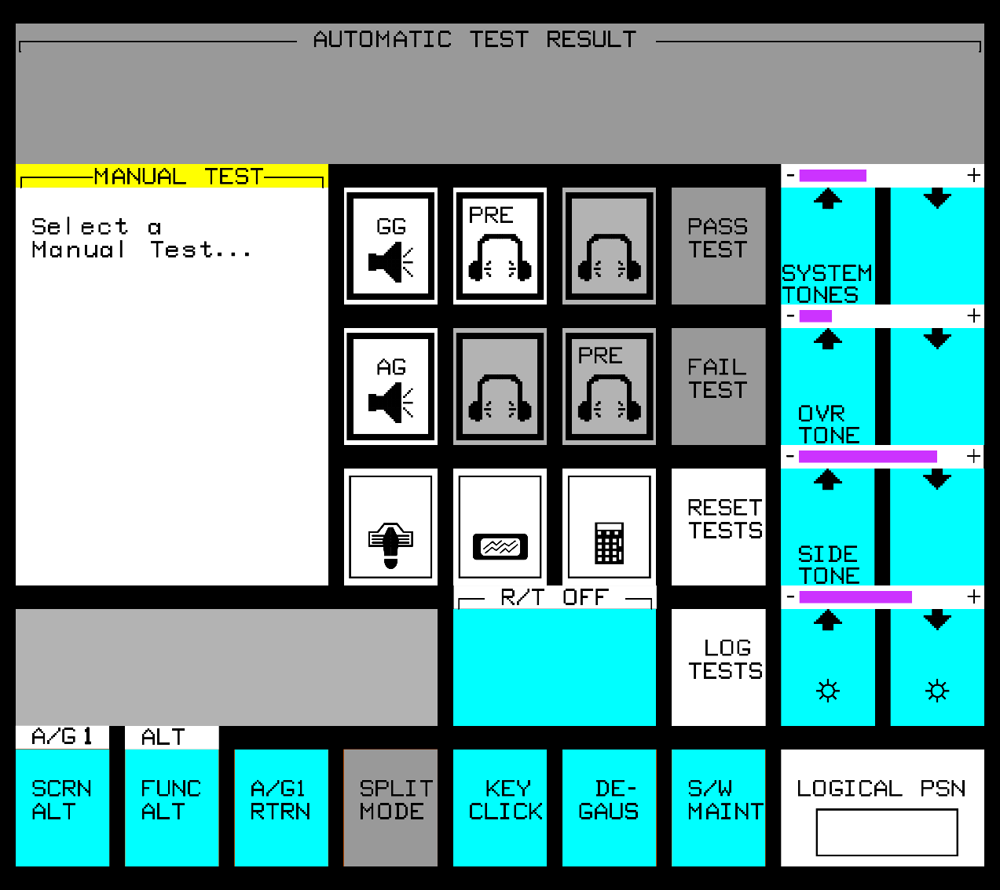 AUTOMATIC TEST RESULT
MANUAL TEST
Select a
Manual Test...
GG
PRE
PASS
TEST
- +
SYSTEM
TONES
AG
PRE
FAIL
TEST
- +
OVR
TONE
RESET
TESTS
- +
SIDE
TONE
R/T OFF
LOG
TESTS
- +
A/G1
SCRN
ALT
ALT
FUNC
ALT
A/G1
RTRN
SPLIT
MODE
KEY
CLICK
DE-
GAUS
S/W
MAINT
LOGICAL PSN